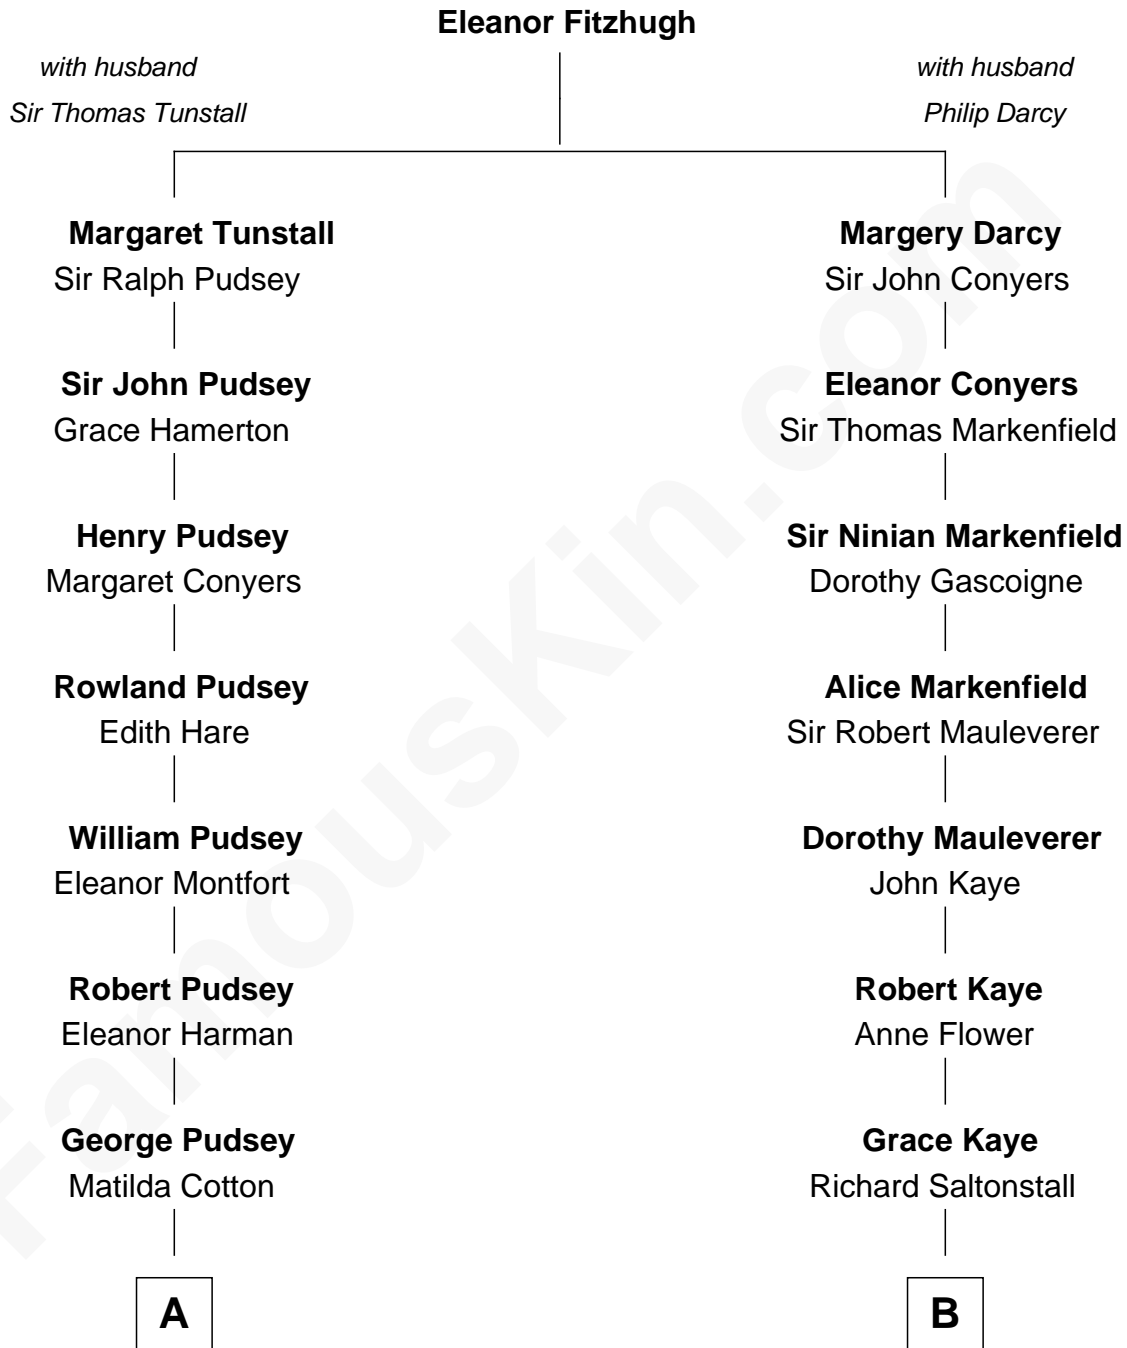 Eleanor Fitzhugh
with husband
Sir Thomas Tunstall
with husband
Philip Darcy
Margaret Tunstall
Sir Ralph Pudsey
Margery Darcy
Sir John Conyers
Sir John Pudsey
Grace Hamerton
Eleanor Conyers
Sir Thomas Markenfield
Henry Pudsey
Margaret Conyers
Sir Ninian Markenfield
Dorothy Gascoigne
Rowland Pudsey
Edith Hare
Alice Markenfield
Sir Robert Mauleverer
William Pudsey
Eleanor Montfort
Dorothy Mauleverer
John Kaye
Robert Pudsey
Eleanor Harman
Robert Kaye
Anne Flower
George Pudsey
Matilda Cotton
Grace Kaye
Richard Saltonstall
A
B
FamousKin.com